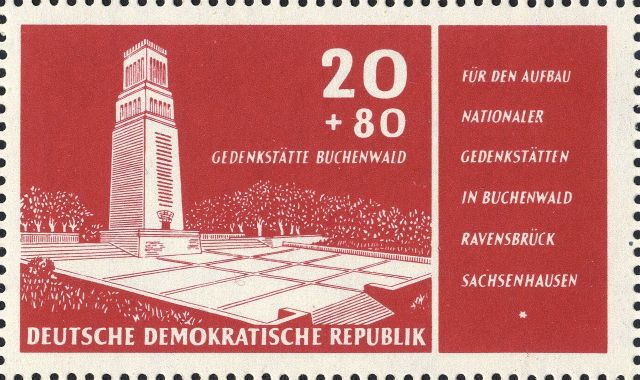 20
+ 80
GEDENKSTÄTTE BUCHENWALD
DEUTSCHE DEMOKRATISCHE REPUBLIK
FÜR DEN AUFBAU
NATIONALER
GEDENKSTÄTTEN
IN BUCHENWALD
RAVENSBRÜCK
SACHSENHAUSEN
*